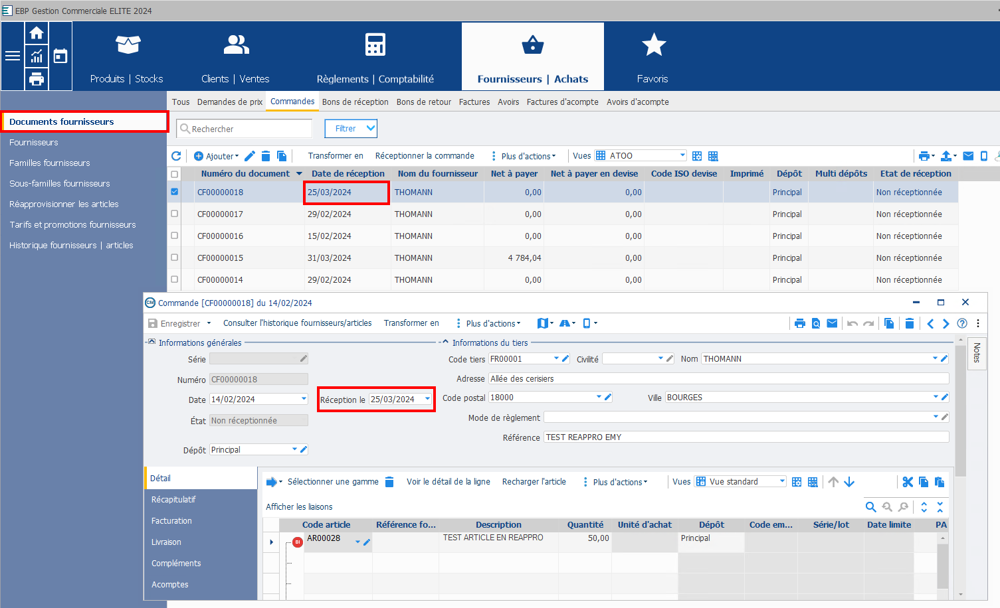 EBP Gestion Commerciale ELITE 2024
Produits | Stocks
Clients | Ventes
Règlements | Comptabilité
Fournisseurs | Achats
Favoris
Documents fournisseurs
Fournisseurs
Familles fournisseurs
Sous-familles fournisseurs
Réapprovisionner les articles
Tarifs et promotions fournisseurs
Historique fournisseurs | articles
Tous Demandes de prix Commandes Bons de réception Bons de retour Factures Avoirs Factures d'acompte Avoirs d'acompte
Rechercher Filtrer
Ajouter Transformer en Réceptionner la commande Plus d'actions Vues ATOO
Numéro du document Date de réception Nom du fournisseur Net à payer Net à payer en devise Code ISO devise Imprimé Dépôt Multi dépôts Etat de réception
CF00000018 25/03/2024 THOMANN 0,00 0,00 Principal Non réceptionnée
CF00000017 29/02/2024 THOMANN 0,00 0,00 Principal Non réceptionnée
CF00000016 15/02/2024 THOMANN 0,00 0,00 Principal Non réceptionnée
CF00000015 31/03/2024 THOMANN 4 784,04 0,00 Principal Non réceptionnée
CF00000014 29/02/2024 THOMANN 0,00 0,00 Principal Non réceptionnée
CM Commande [CF00000018] du 14/02/2024
Enregistrer Consulter l'historique fournisseurs/articles Transformer en Plus d'actions
Informations générales
Série
Numéro CF00000018
Date 14/02/2024 Réception le 25/03/2024
État Non réceptionnée
Dépôt Principal
Informations du tiers
Code tiers FR00001 Civilité Nom THOMANN
Adresse Allée des cerisiers
Code postal 18000 Ville BOURGES
Mode de règlement
Référence TEST REAPPRO EMY
Notes
Détail
Récapitulatif
Facturation
Livraison
Compléments
Acomptes
Sélectionner une gamme Voir le détail de la ligne Recharger l'article Plus d'actions Vues Vue standard
Afficher les liaisons
Code article Référence fo... Description Quantité Unité d'achat Dépôt Code em... Série/lot Date limite PA
BI AR00028 TEST ARTICLE EN REAPPRO 50,00 Principal